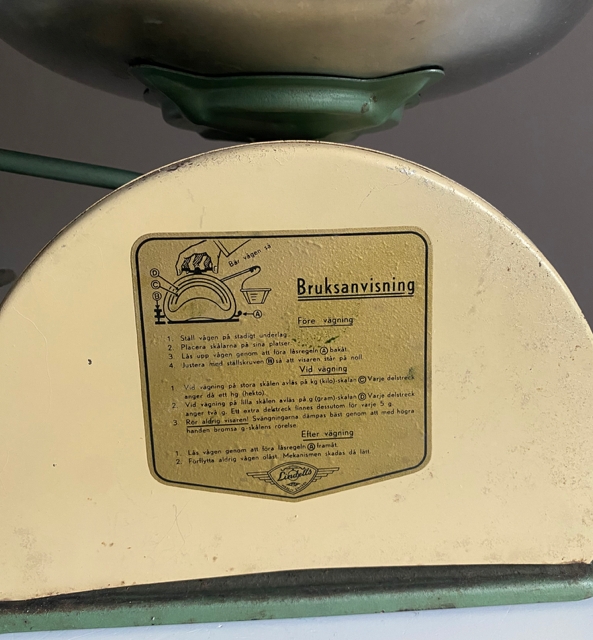 Bär vågen så
D
C
B
A
Bruksanvisning
Före vägning
1. Ställ vågen på stadigt underlag.
2. Placera skålarna på sina platser.
3. Lås upp vågen genom att föra låsregeln A bakåt.
4. Justera med ställskruven B så att visaren står på noll.
Vid vägning
1. Vid vägning på stora skålen avläs på kg (kilo)-skalan C Varje delstreck
anger då ett hg (hekto).
2. Vid vägning på lilla skålen avläs på g (gram)-skalan D Varje delstreck
anger två g. Ett extra delstreck finnes dessutom för varje 5 g.
3. Rör aldrig visaren! Svängningarna dämpas bäst genom att med högra
handen bromsa g skålens rörelse.
Efter vägning
1. Lås vågen genom att föra låsregeln A framåt.
2. Förflytta aldrig vågen olåst. Mekanismen skadas då lätt.
Lindells